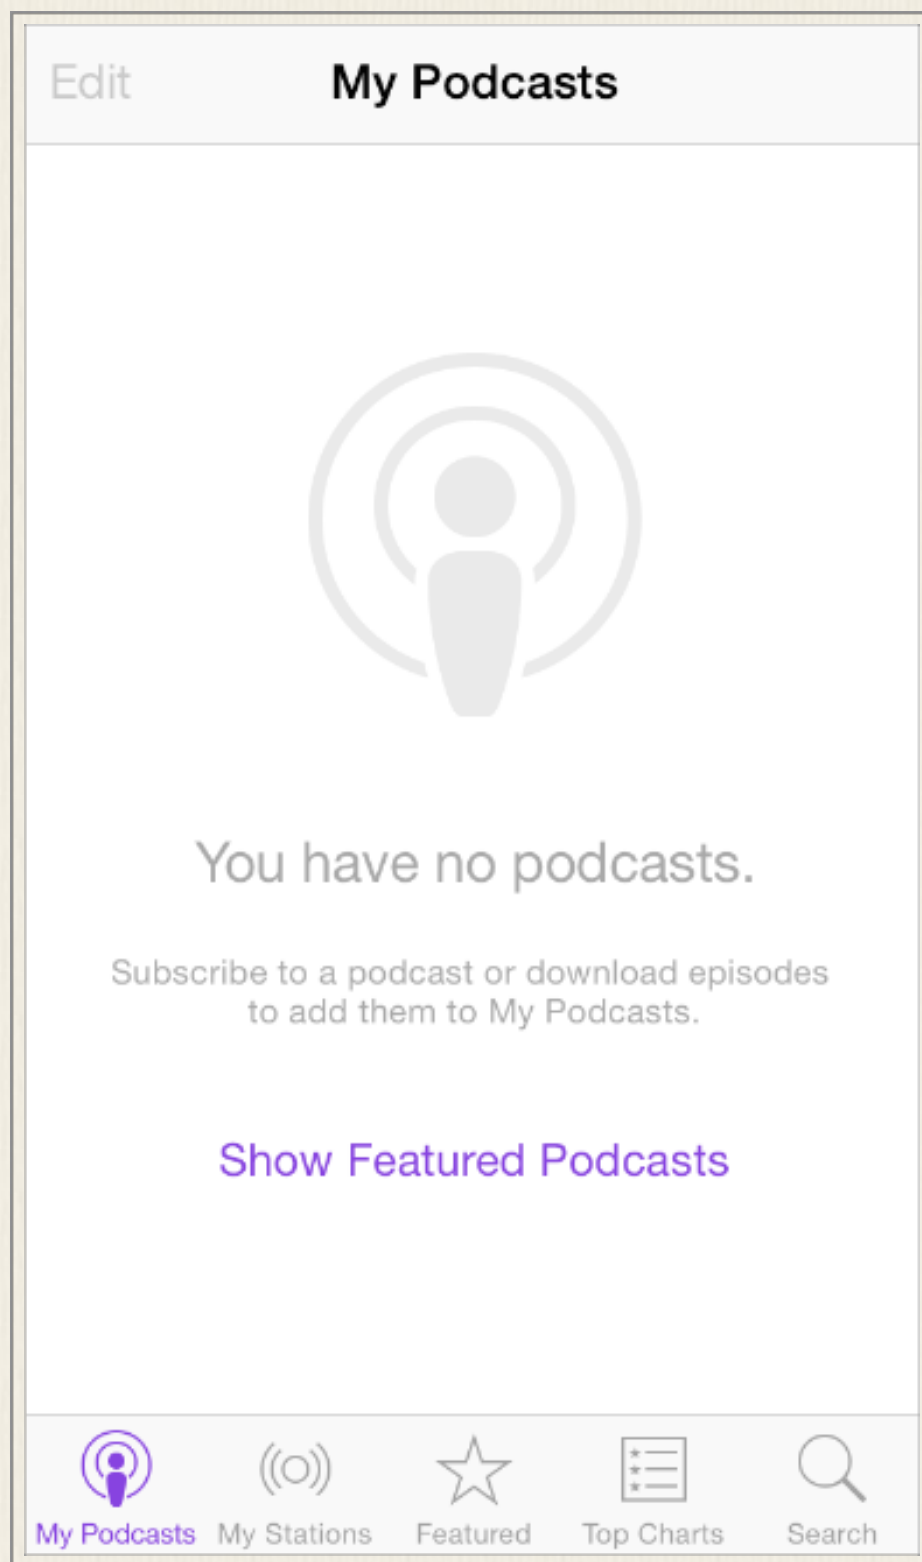 Edit
My Podcasts
You have no podcasts.
Subscribe to a podcast or download episodes
to add them to My Podcasts.
Show Featured Podcasts
My Podcasts
My Stations
Featured
Top Charts
Search